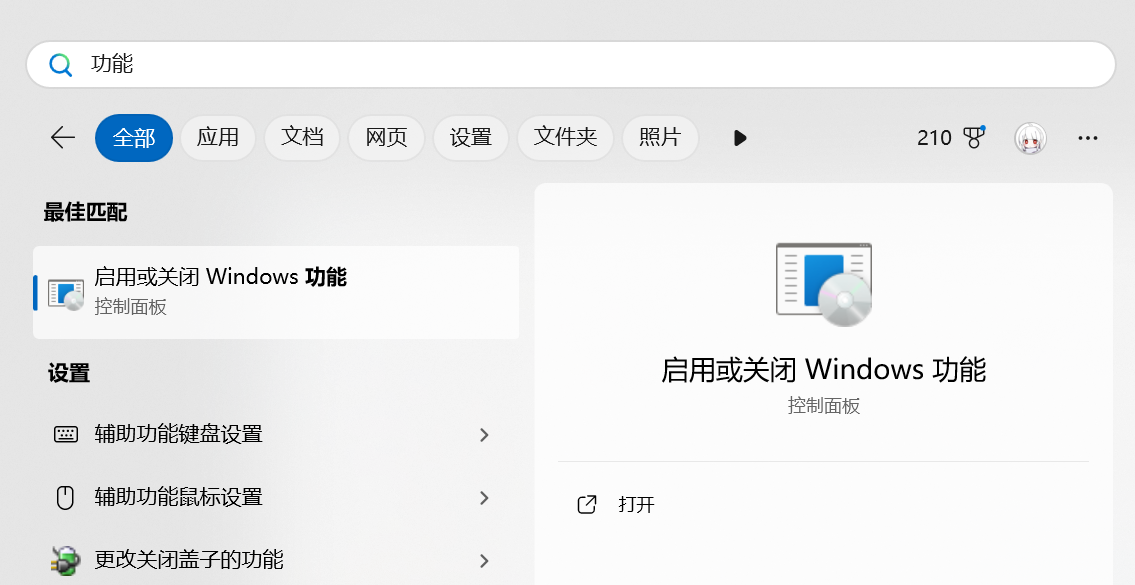 功能
全部 应用 文档 网页 设置 文件夹 照片 210
最佳匹配
启用或关闭 Windows 功能
控制面板
设置
辅助功能键盘设置
辅助功能鼠标设置
更改关闭盖子的功能
启用或关闭 Windows 功能
控制面板
打开